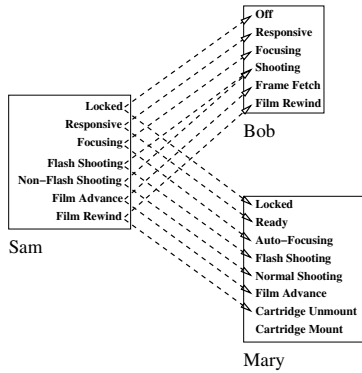 Off
Responsive
Focusing
Shooting
Frame Fetch
Film Rewind
Bob
Locked
Responsive
Focusing
Flash Shooting
Non-Flash Shooting
Film Advance
Film Rewind
Sam
Locked
Ready
Auto-Focusing
Flash Shooting
Normal Shooting
Film Advance
Cartridge Unmount
Cartridge Mount
Mary